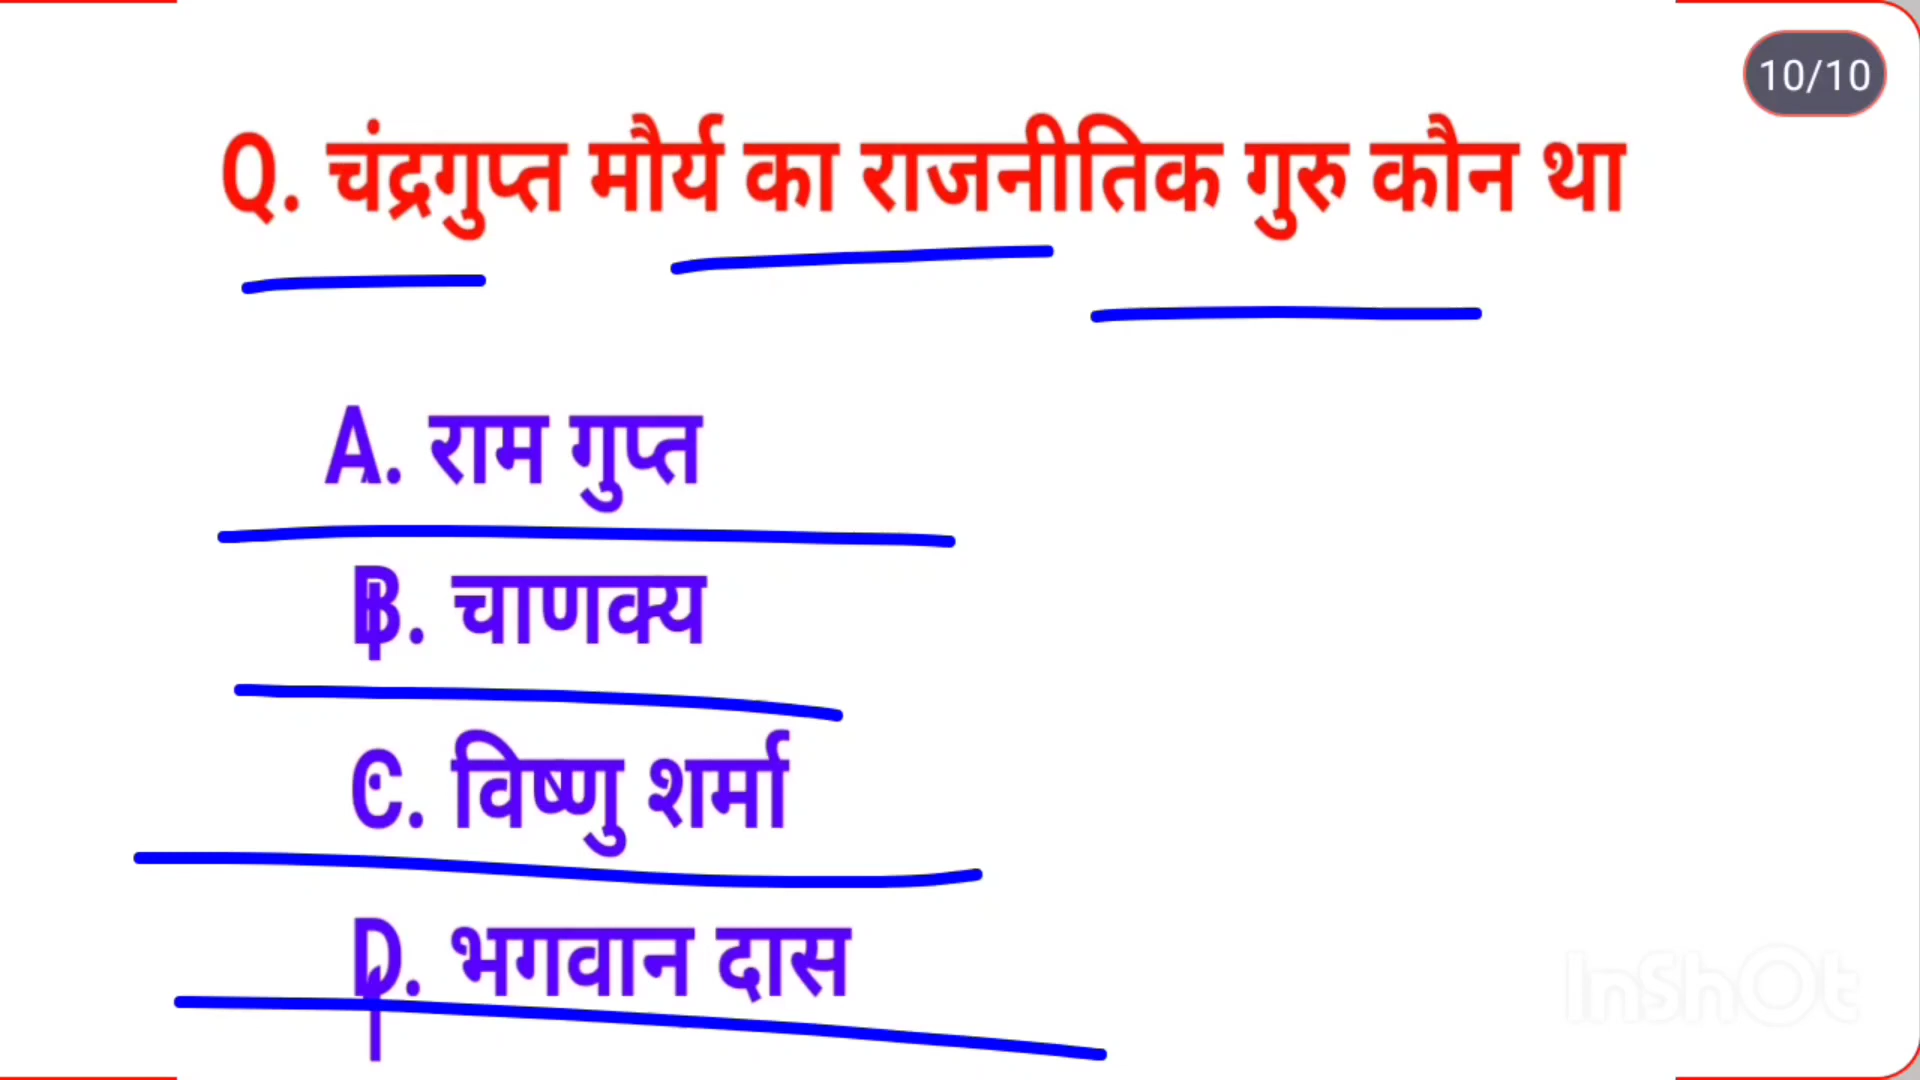 10/10
Q. चंद्रगुप्त मौर्य का राजनीतिक गुरु कौन था
A. राम गुप्त
B. चाणक्य
C. विष्णु शर्मा
D. भगवान दास
InShOt